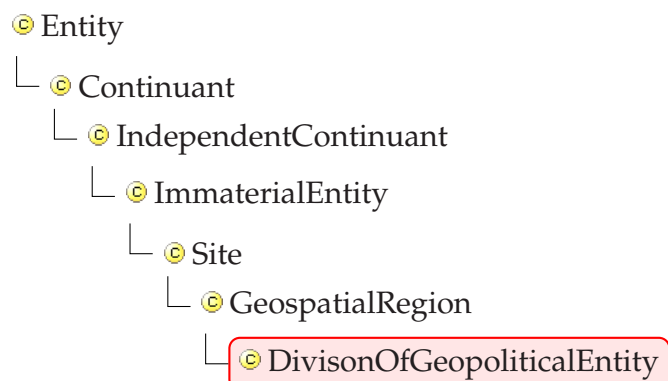 Entity
Continuant
IndependentContinuant
ImmaterialEntity
Site
GeospatialRegion
DivisonOfGeopoliticalEntity